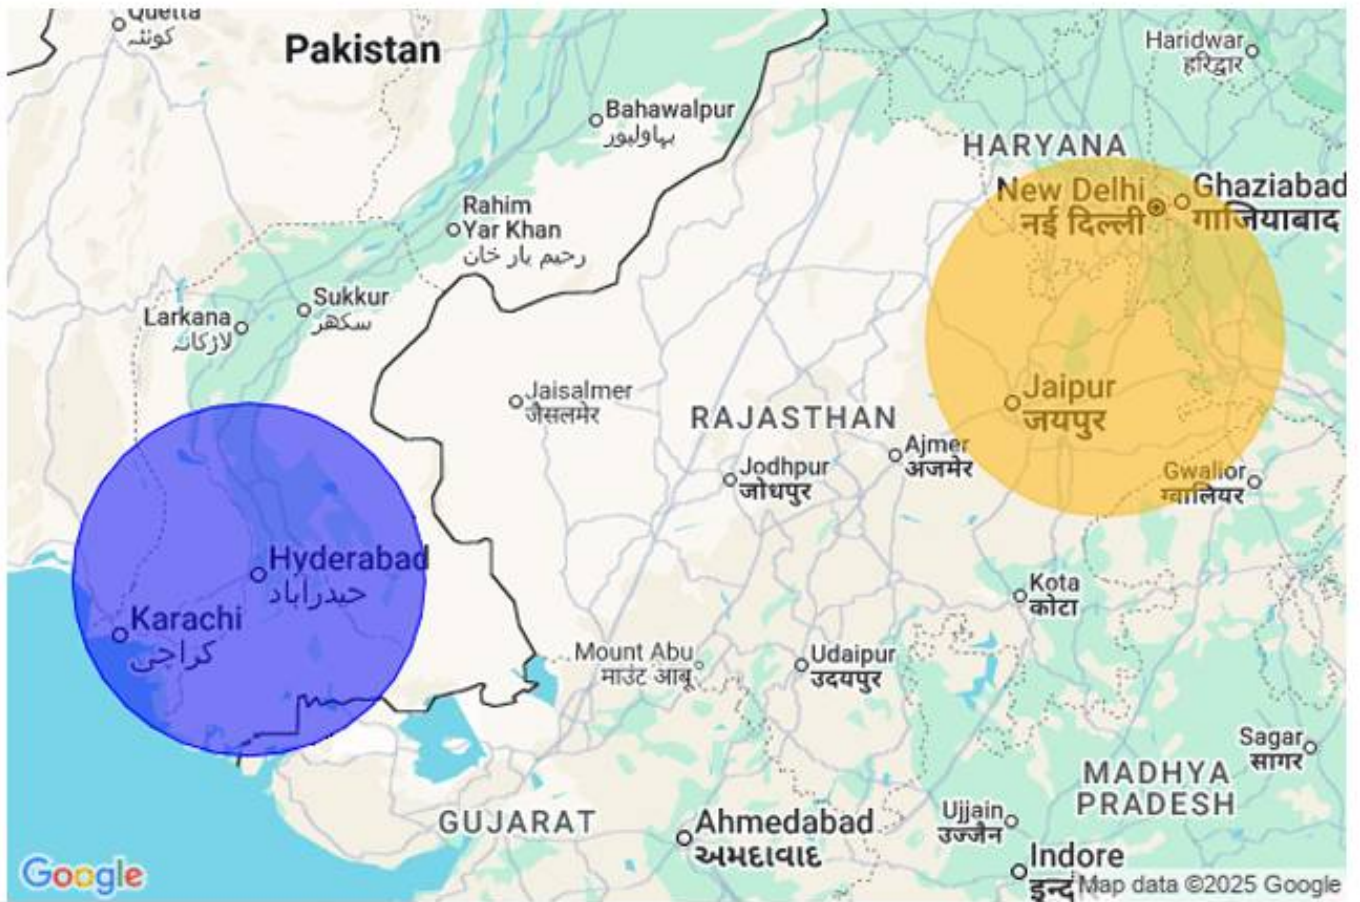 Quetta
کوئٹہ
Pakistan
Haridwar
हरिद्वार
Bahawalpur
بہاولپور
HARYANA
New Delhi
नई दिल्ली
Ghaziabad
गाजियाबाद
Rahim
Yar Khan
رحیم یار خان
Sukkur
سکھر
Larkana
لاڑکانہ
Jaisalmer
जैसलमेर
Jaipur
जयपुर
RAJASTHAN
Ajmer
अजमेर
Jodhpur
जोधपुर
Gwalior
ग्वालियर
Hyderabad
حیدرآباد
Karachi
کراچی
Kota
कोटा
Mount Abu
माउंट आबू
Udaipur
उदयपुर
Sagar
सागर
MADHYA
PRADESH
GUJARAT
Ahmedabad
અમદાવાદ
Ujjain
उज्जैन
Indore
Google
Map data ©2025 Google